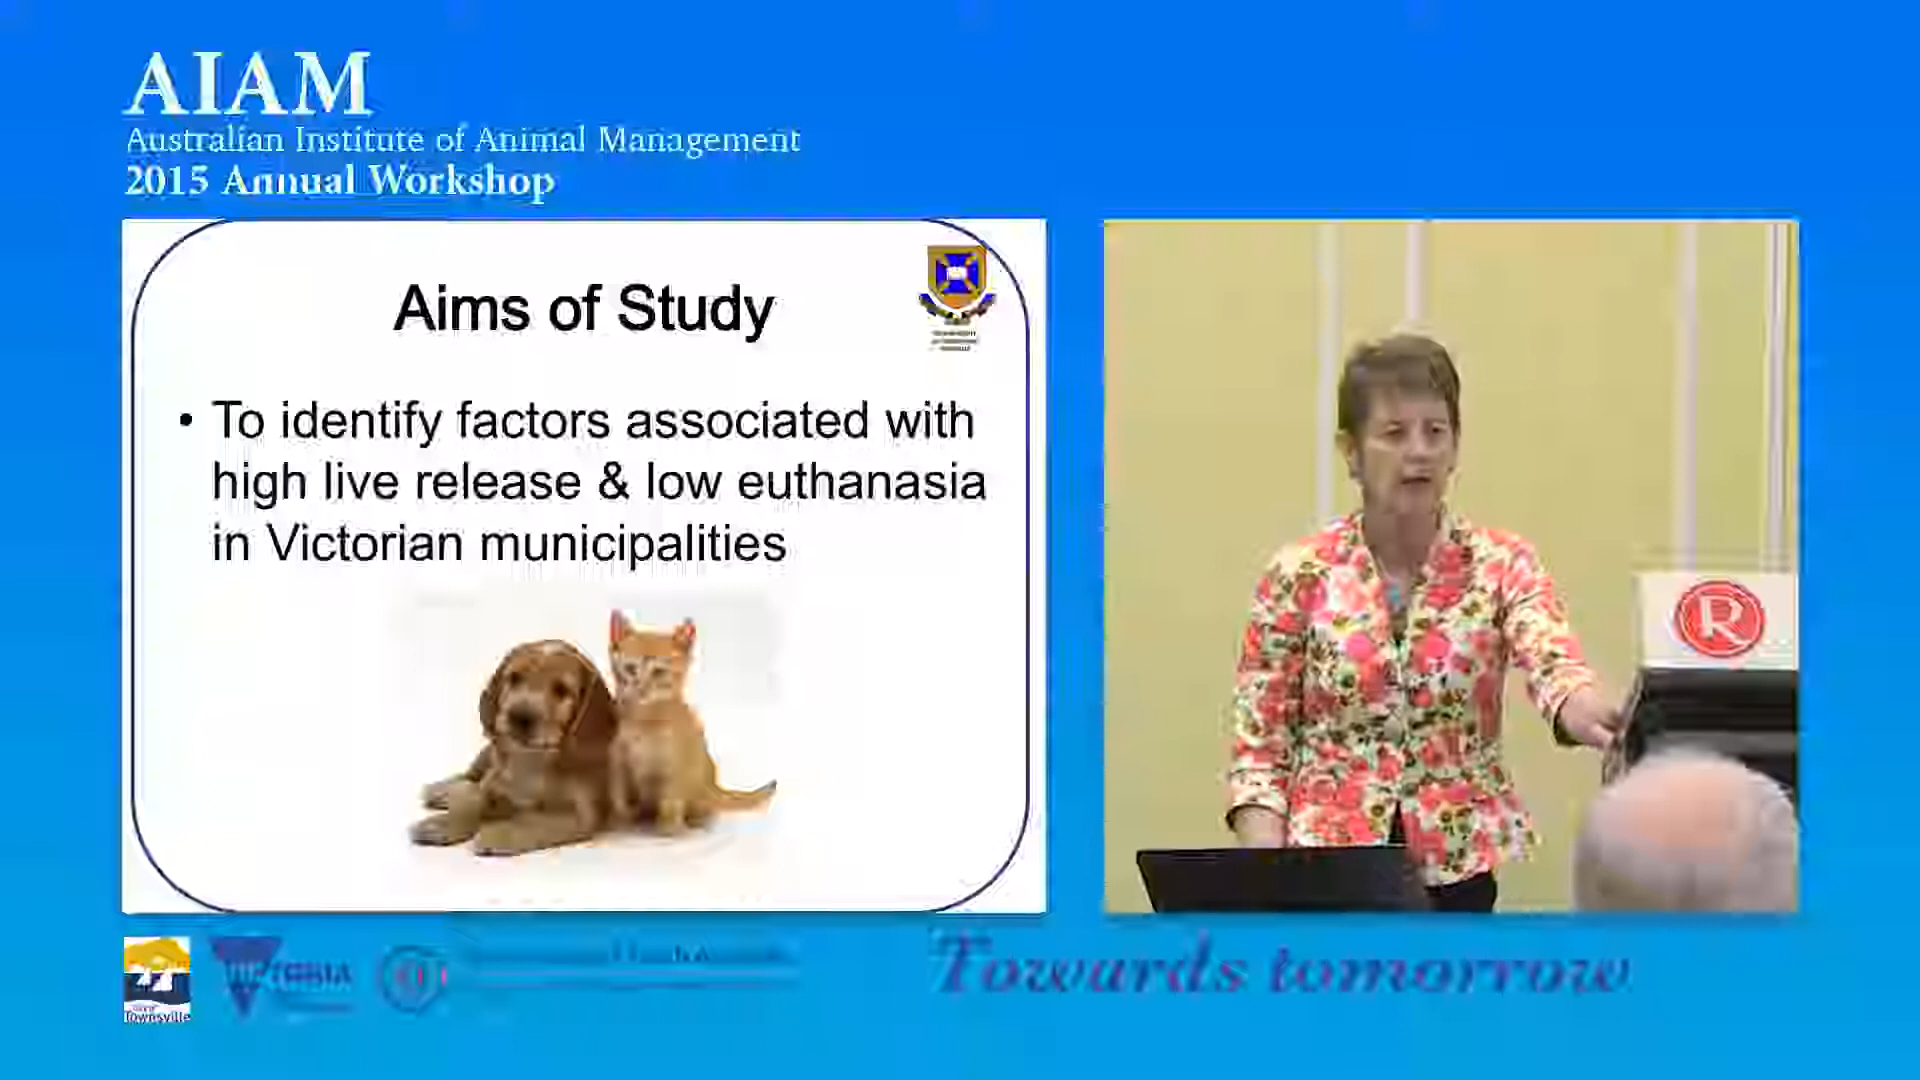 AIAM
Australian Institute of Animal Management
2015 Annual Workshop
Aims of Study
• To identify factors associated with
high live release & low euthanasia
in Victorian municipalities
R
Townsville
VICTORIA
Towards tomorrow